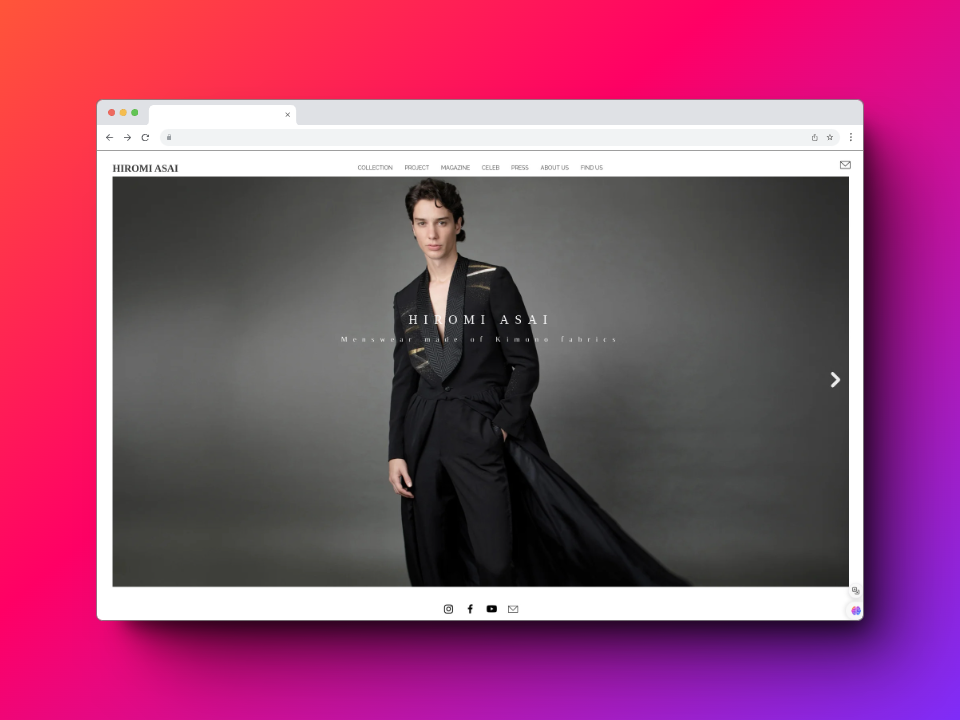 HIROMI ASAI
COLLECTION PROJECT MAGAZINE CELEB PRESS ABOUT US FIND US
HIROMI ASAI
Menswear made of Kimono fabrics